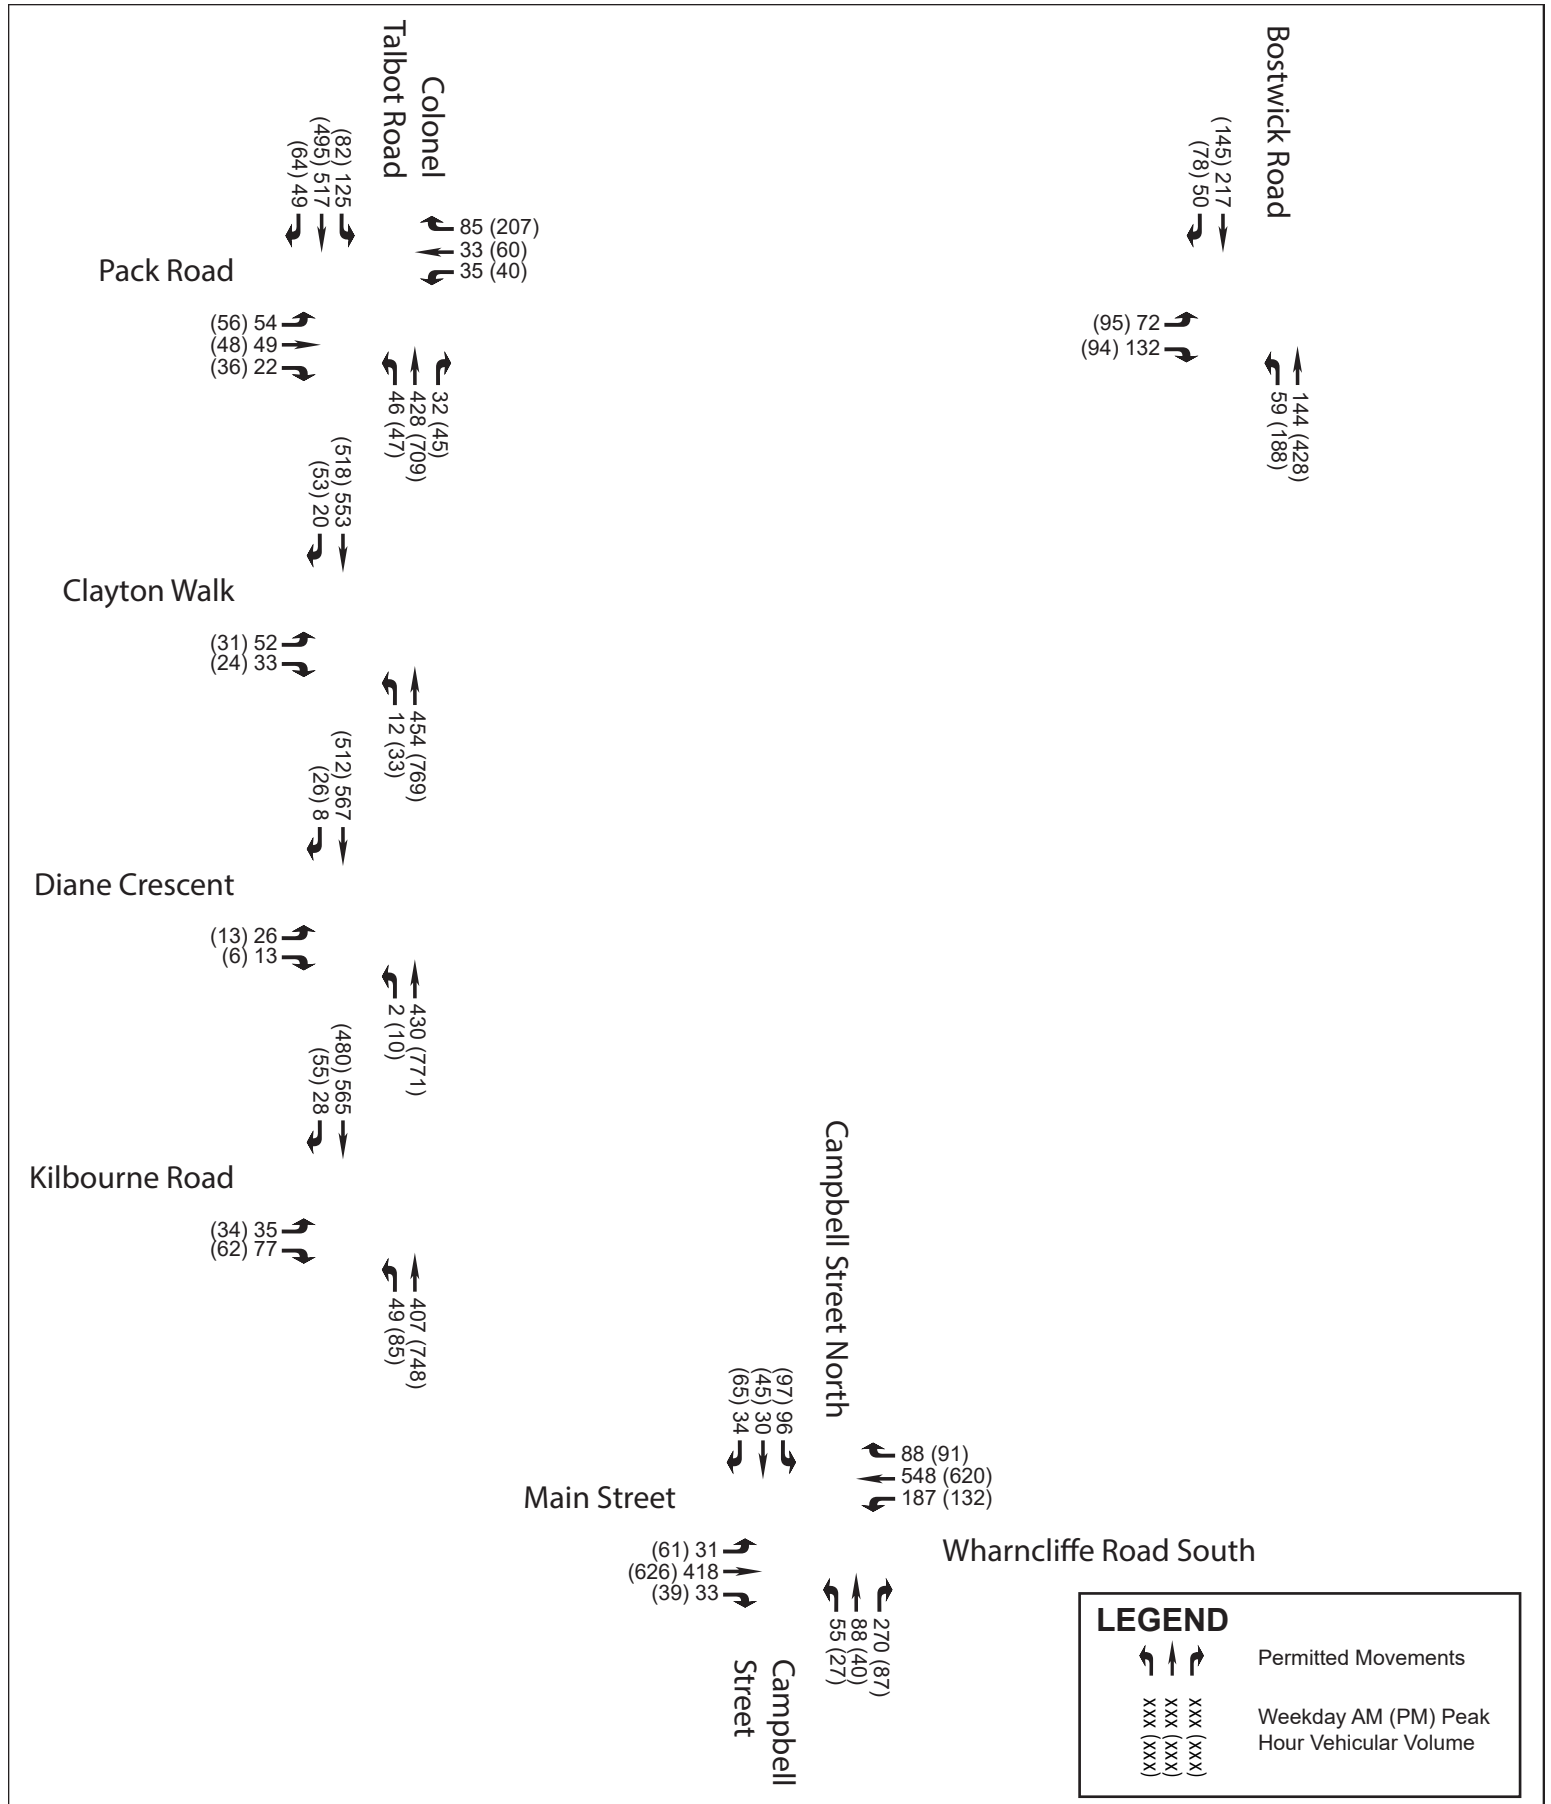 Talbot Road
Colonel
Bostwick Road
(82) 125
(495) 517
(64) 49
85 (207)
33 (60)
35 (40)
(145) 217
(78) 50
Pack Road
(56) 54
(48) 49
(36) 22
46 (47)
428 (709)
32 (45)
(95) 72
(94) 132
59 (188)
144 (428)
(518) 553
(53) 20
Clayton Walk
(31) 52
(24) 33
12 (33)
454 (769)
(512) 567
(26) 8
Diane Crescent
(13) 26
(6) 13
2 (10)
430 (771)
(480) 565
(55) 28
Kilbourne Road
(34) 35
(62) 77
49 (85)
407 (748)
Campbell Street North
(97) 96
(45) 30
(65) 34
88 (91)
548 (620)
187 (132)
Main Street
(61) 31
(626) 418
(39) 33
Wharncliffe Road South
55 (27)
88 (40)
270 (87)
Campbell
Street
LEGEND
Permitted Movements
xxx (xxx)
xxx (xxx)
xxx (xxx)
Weekday AM (PM) Peak
Hour Vehicular Volume